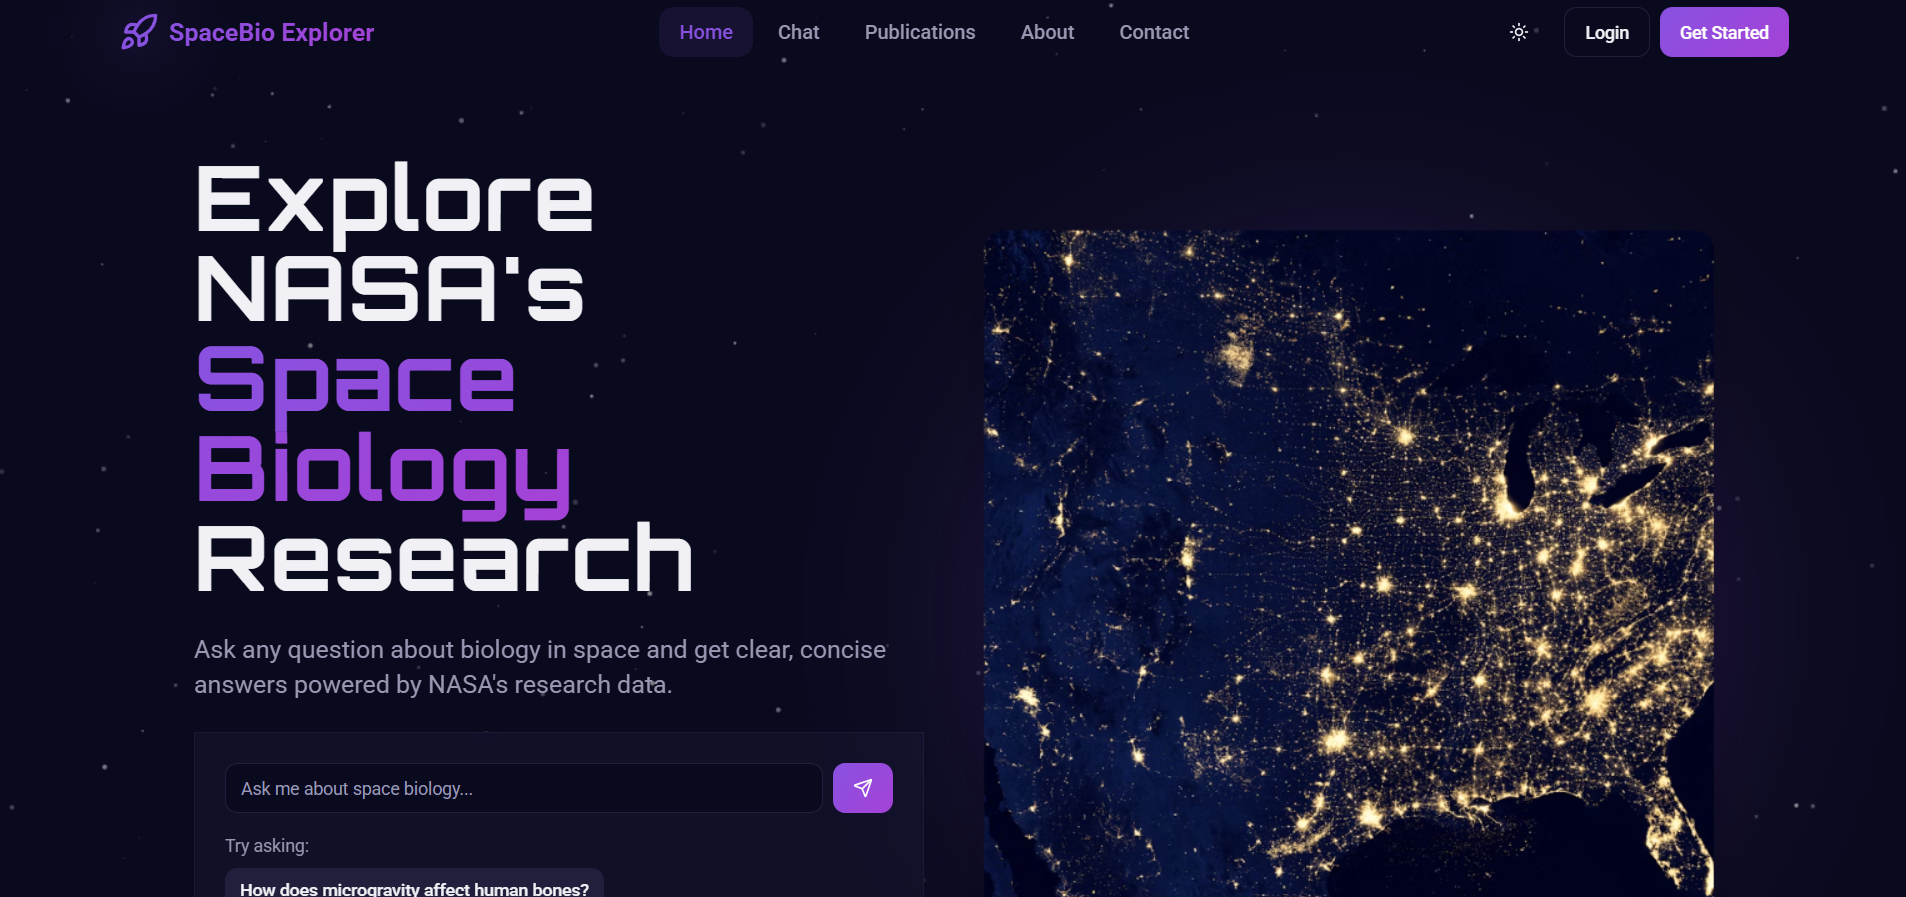 SpaceBio Explorer
Home
Chat
Publications
About
Contact
Login
Get Started
Explore
NASA's
Space
Biology
Research
Ask any question about biology in space and get clear, concise
answers powered by NASA's research data.
Ask me about space biology...
Try asking:
How does microgravity affect human bones?